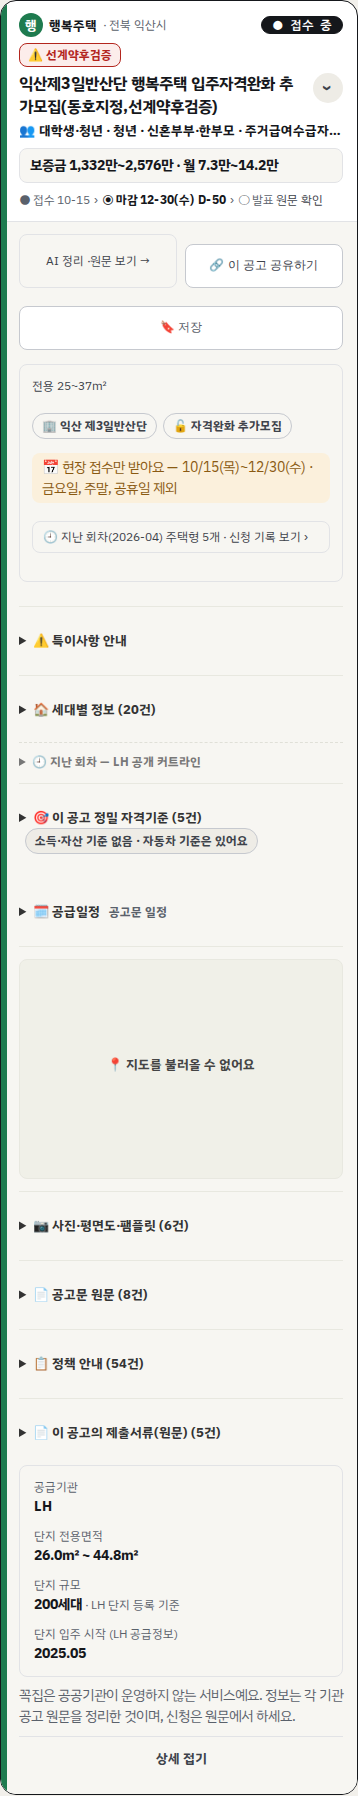 행 행복주택 · 전북 익산시 ● 접수 중
⚠️ 선계약후검증
익산제3일반산단 행복주택 입주자격완화 추
가모집(동호지정,선계약후검증)
👥 대학생·청년 · 청년 · 신혼부부·한부모 · 주거급여수급자…
보증금 1,332만~2,576만 · 월 7.3만~14.2만
● 접수 10-15 › ◉ 마감 12-30(수) D-50 › ○ 발표 원문 확인
AI 정리 ·원문 보기 →
🔗 이 공고 공유하기
🔖 저장
전용 25~37m²
🏢 익산 제3일반산단 🔓 자격완화 추가모집
📅 현장 접수만 받아요 — 10/15(목)~12/30(수) ·
금요일, 주말, 공휴일 제외
🕘 지난 회차(2026-04) 주택형 5개 · 신청 기록 보기 ›
▶ ⚠️ 특이사항 안내
▶ 🏠 세대별 정보 (20건)
▶ 🕘 지난 회차 — LH 공개 커트라인
▶ 🎯 이 공고 정밀 자격기준 (5건)
소득·자산 기준 없음 · 자동차 기준은 있어요
▶ 🗓️ 공급일정 공고문 일정
📍 지도를 불러올 수 없어요
▶ 📷 사진·평면도·팸플릿 (6건)
▶ 📄 공고문 원문 (8건)
▶ 📋 정책 안내 (54건)
▶ 📄 이 공고의 제출서류(원문) (5건)
공급기관
LH
단지 전용면적
26.0m² ~ 44.8m²
단지 규모
200세대 · LH 단지 등록 기준
단지 입주 시작 (LH 공급정보)
2025.05
꼭집은 공공기관이 운영하지 않는 서비스예요. 정보는 각 기관
공고 원문을 정리한 것이며, 신청은 원문에서 하세요.
상세 접기